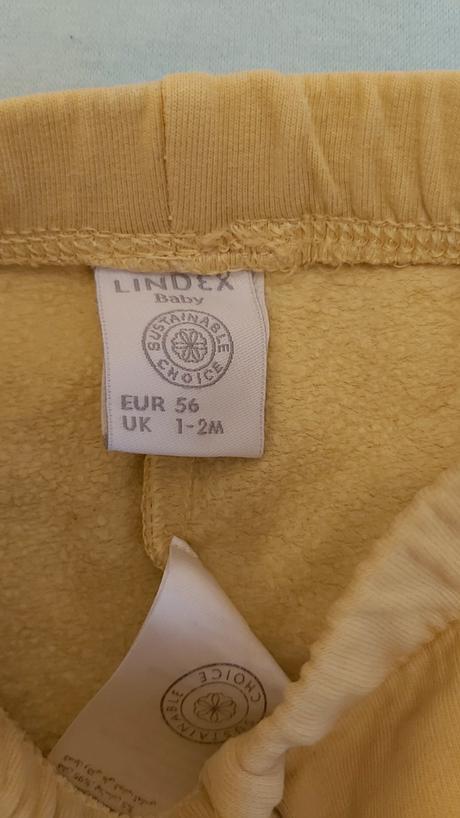 LINDEX
Baby
SUSTAINABLE
CHOICE
EUR 56
UK 1-2M
SUSTAINABLE
CHOICE